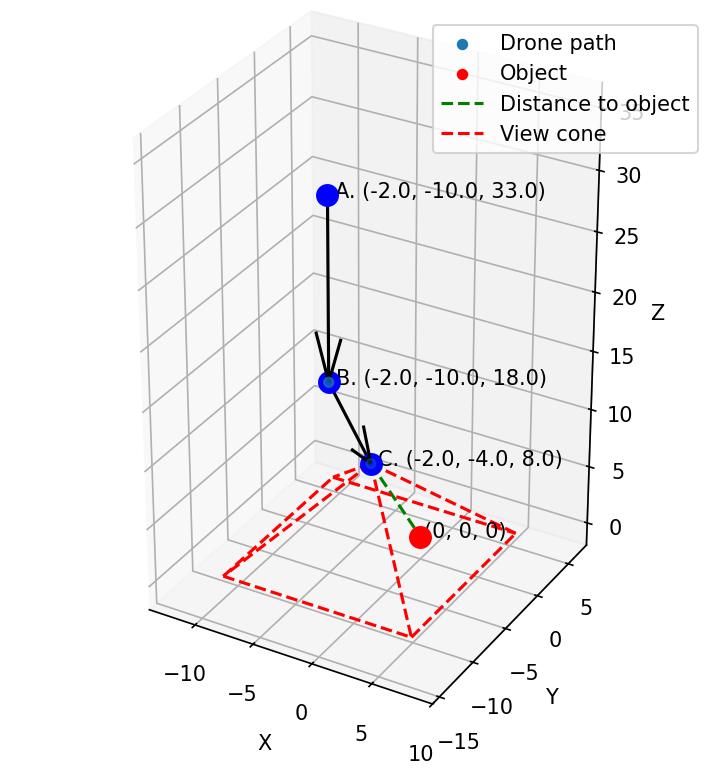 Drone path
Object
Distance to object
View cone
35
30
25
20
15
10
5
0
Z
A. (-2.0, -10.0, 33.0)
B. (-2.0, -10.0, 18.0)
C. (-2.0, -4.0, 8.0)
(0, 0, 0)
−10
−5
0
5
10
X
−15
−10
−5
0
5
Y